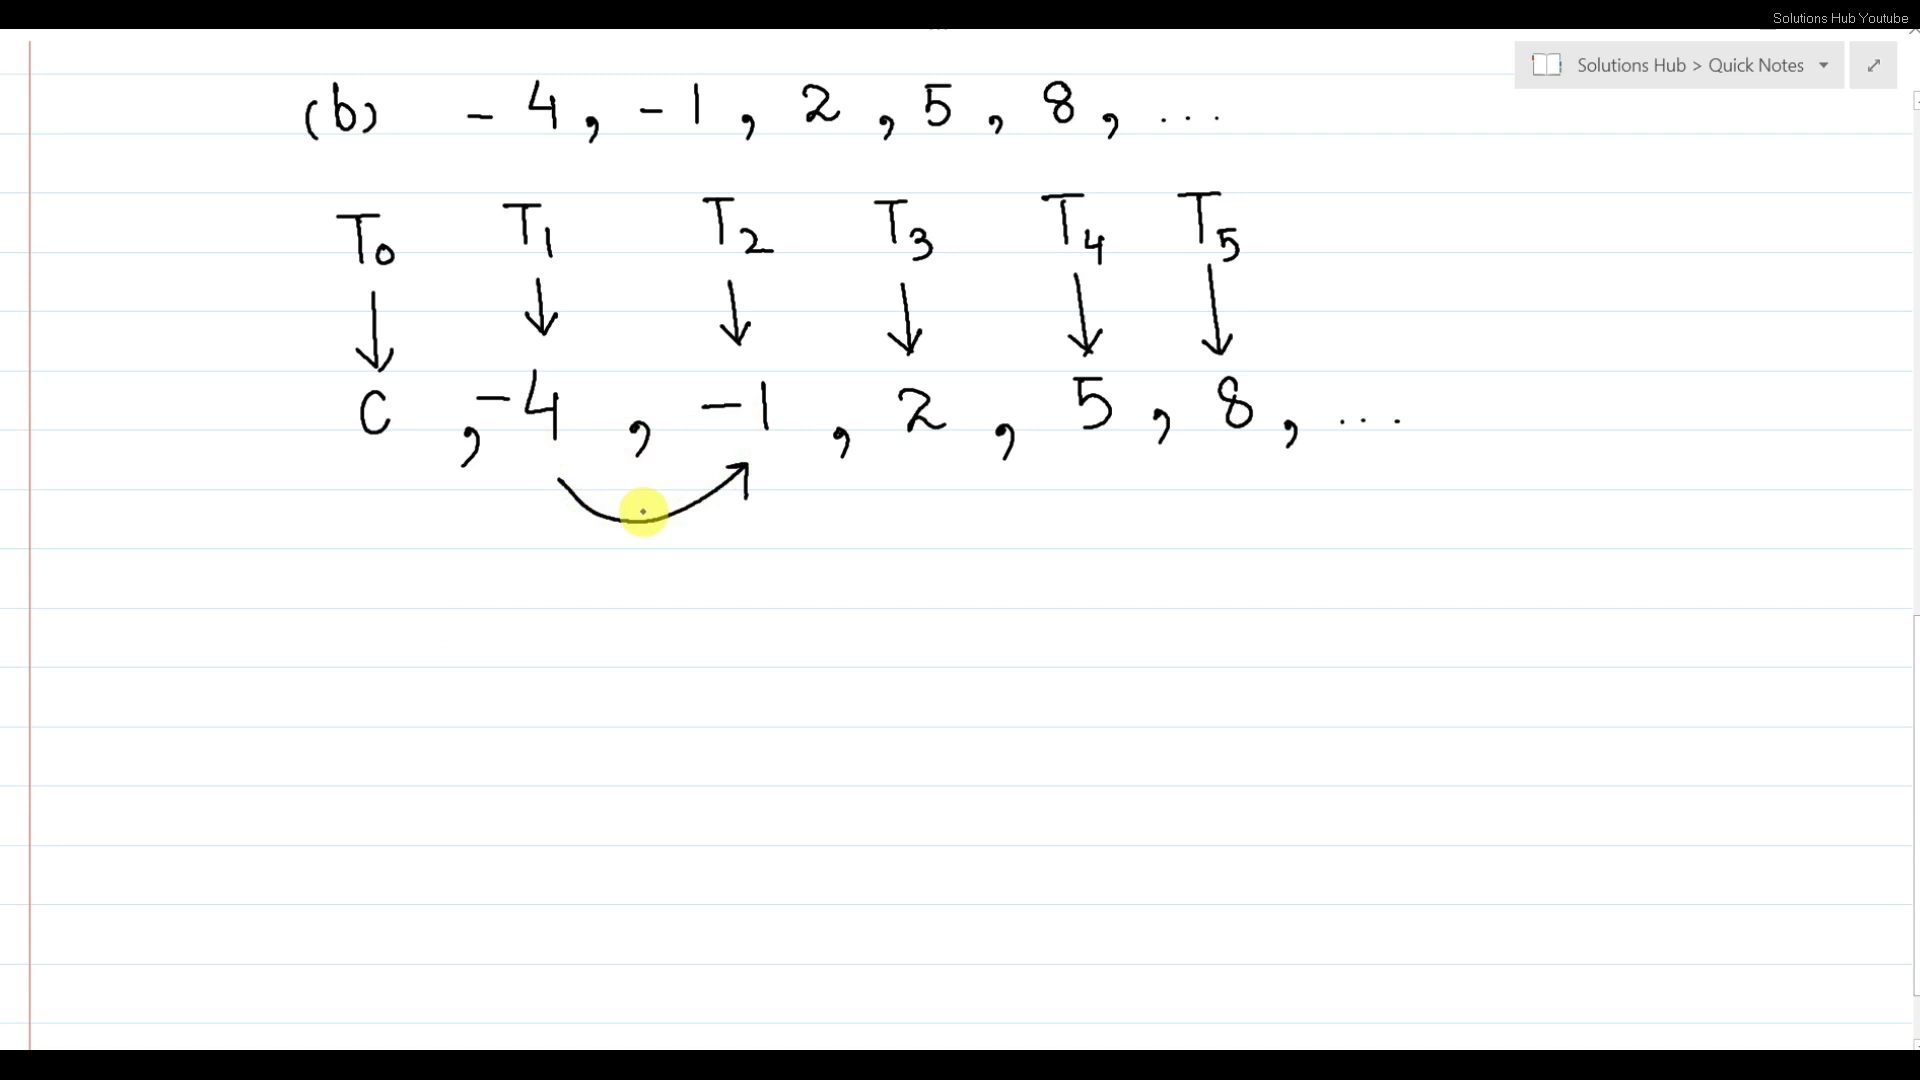 Solutions Hub Youtube
Solutions Hub > Quick Notes
(b) -4, -1, 2, 5, 8, ...
T₀ T₁ T₂ T₃ T₄ T₅
C, -4, -1, 2, 5, 8, ...